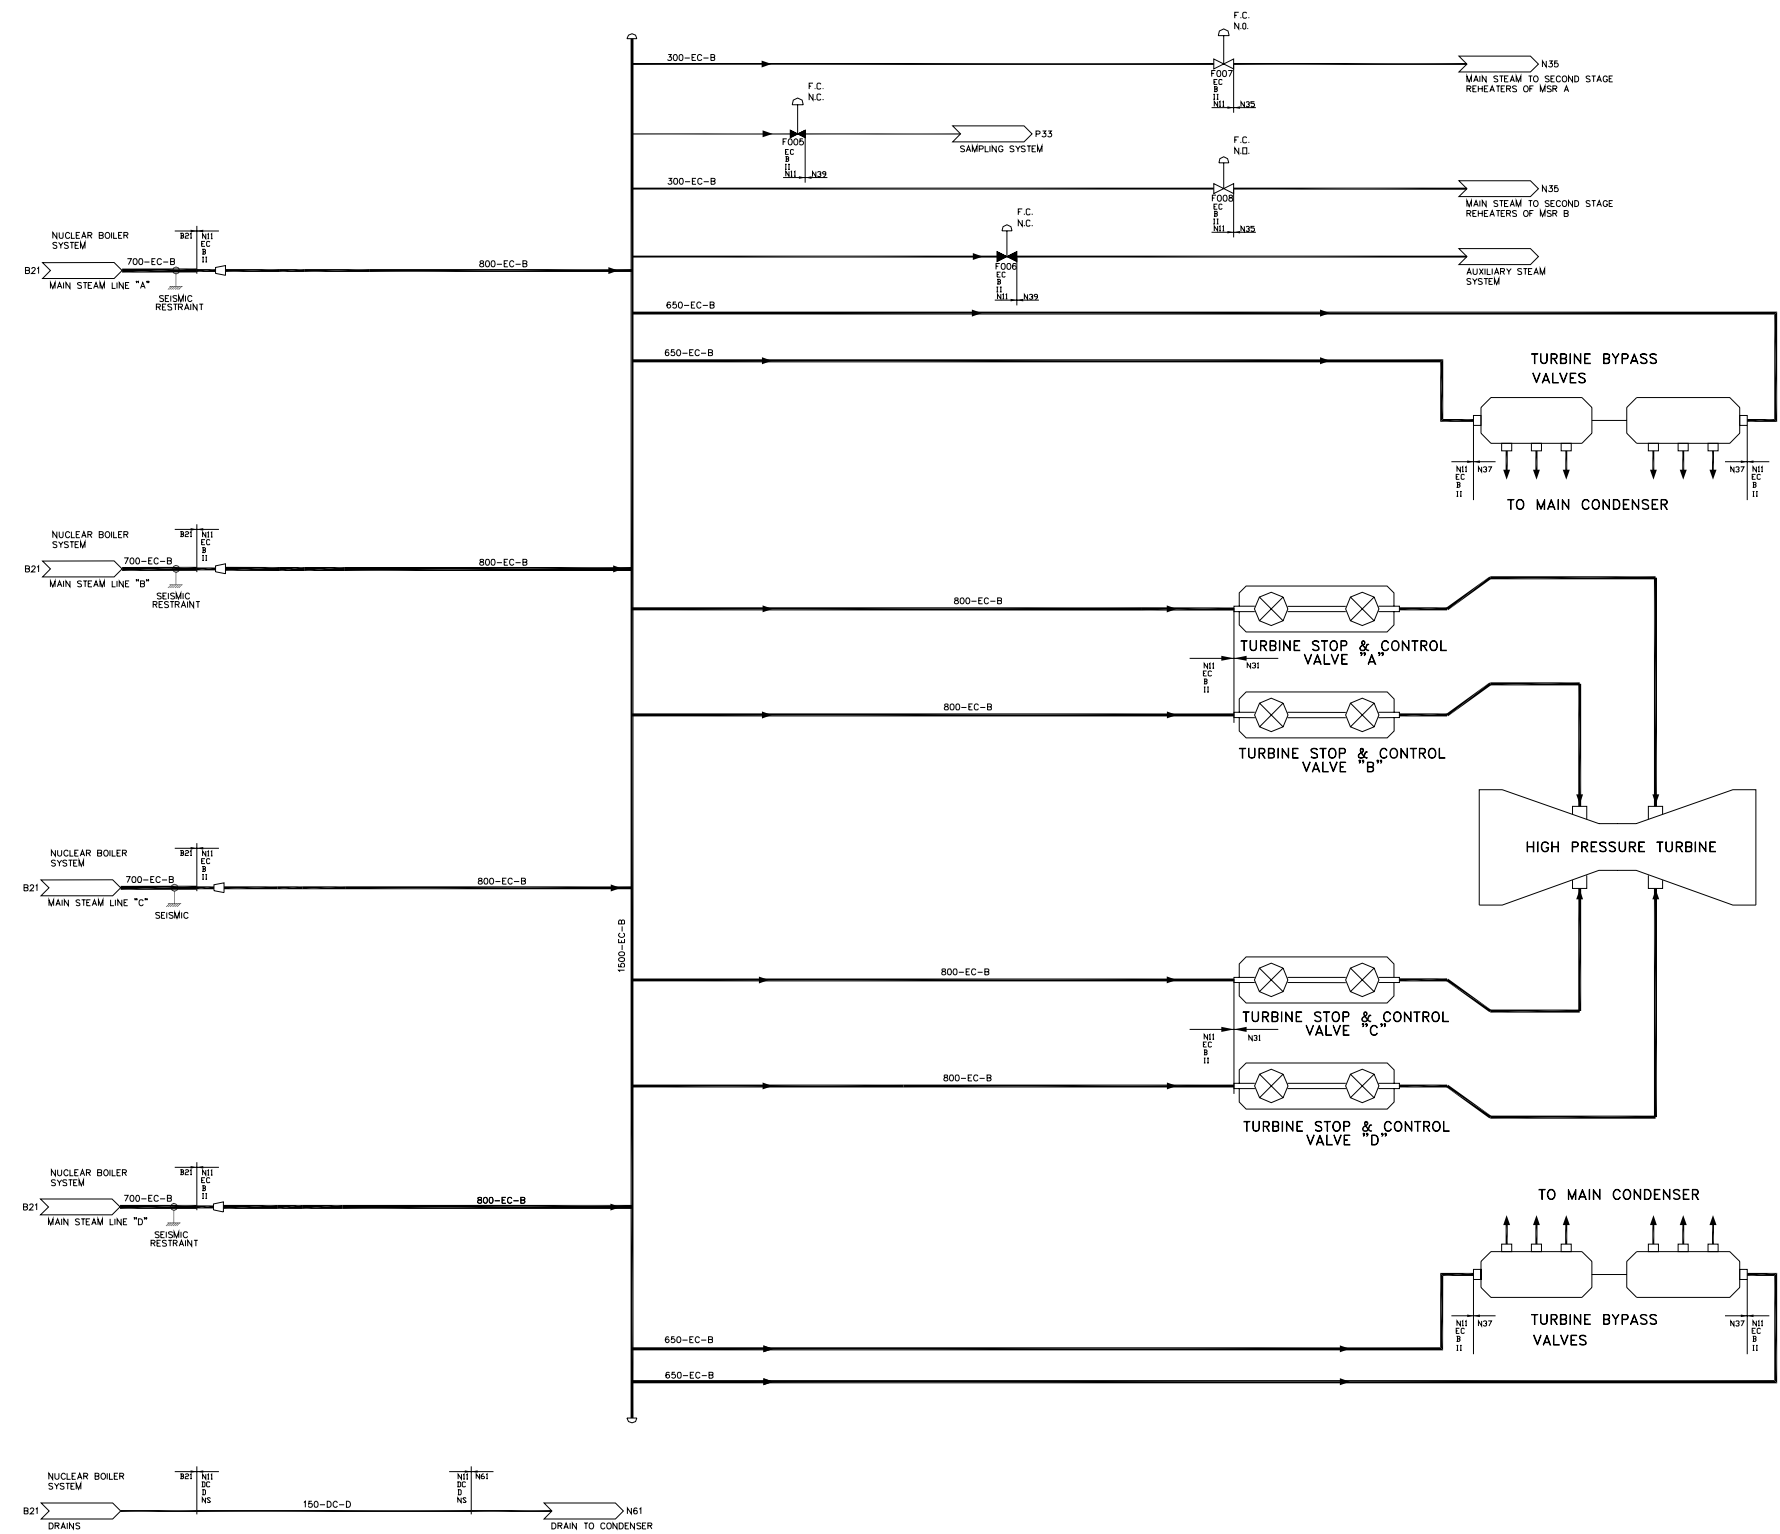 F.C.
N.O.
300-EC-B
F007
EC
B
II
N11
N35
N35
MAIN STEAM TO SECOND STAGE
REHEATERS OF MSR A
F.C.
N.C.
F005
EC
B
II
N11
N39
P33
SAMPLING SYSTEM
F.C.
N.O.
300-EC-B
F008
EC
B
II
N11
N35
N35
MAIN STEAM TO SECOND STAGE
REHEATERS OF MSR B
F.C.
N.C.
F006
EC
B
II
N11
N39
AUXILIARY STEAM
SYSTEM
NUCLEAR BOILER
SYSTEM
B21
N11
EC
B
II
B21
700-EC-B
800-EC-B
MAIN STEAM LINE "A"
SEISMIC
RESTRAINT
650-EC-B
650-EC-B
TURBINE BYPASS
VALVES
N11
EC
B
II
N37
N37
N11
EC
B
II
TO MAIN CONDENSER
NUCLEAR BOILER
SYSTEM
B21
N11
EC
B
II
B21
700-EC-B
800-EC-B
MAIN STEAM LINE "B"
SEISMIC
RESTRAINT
800-EC-B
TURBINE STOP & CONTROL
VALVE "A"
N11
EC
B
II
N31
800-EC-B
TURBINE STOP & CONTROL
VALVE "B"
HIGH PRESSURE TURBINE
NUCLEAR BOILER
SYSTEM
B21
N11
EC
B
II
B21
700-EC-B
800-EC-B
MAIN STEAM LINE "C"
SEISMIC
1500-EC-B
800-EC-B
TURBINE STOP & CONTROL
VALVE "C"
N11
EC
B
II
N31
800-EC-B
TURBINE STOP & CONTROL
VALVE "D"
NUCLEAR BOILER
SYSTEM
B21
N11
EC
B
II
B21
700-EC-B
800-EC-B
MAIN STEAM LINE "D"
SEISMIC
RESTRAINT
TO MAIN CONDENSER
N11
EC
B
II
N37
TURBINE BYPASS
VALVES
N37
N11
EC
B
II
650-EC-B
650-EC-B
NUCLEAR BOILER
SYSTEM
B21
N11
DC
D
NS
N11
DC
D
NS
N61
B21
150-DC-D
N61
DRAINS
DRAIN TO CONDENSER